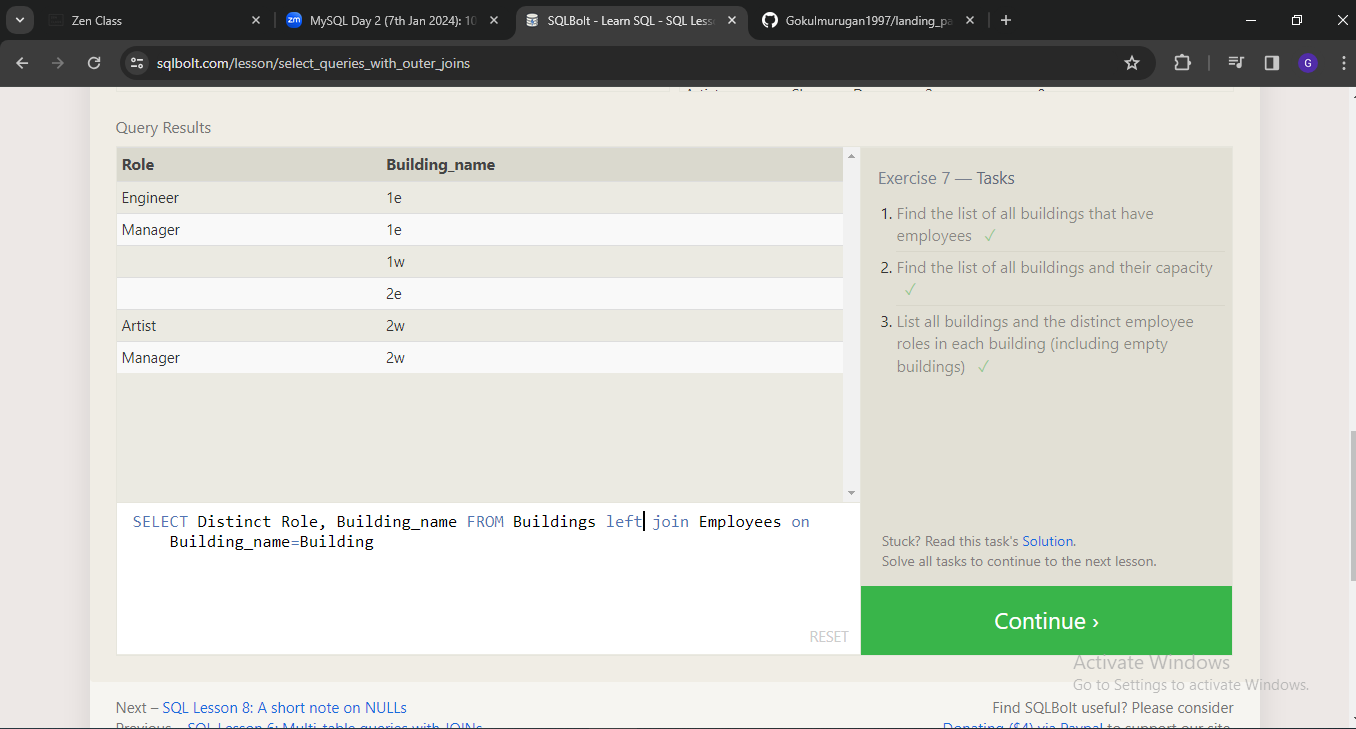 Zen Class
MySQL Day 2 (7th Jan 2024): 10
SQLBolt - Learn SQL - SQL Less
Gokulmurugan1997/landing_pa
sqlbolt.com/lesson/select_queries_with_outer_joins
G
Query Results
Role Building_name
Engineer 1e
Manager 1e
1w
2e
Artist 2w
Manager 2w
SELECT Distinct Role, Building_name FROM Buildings left join Employees on
Building_name=Building
RESET
Exercise 7 — Tasks
1. Find the list of all buildings that have
employees ✓
2. Find the list of all buildings and their capacity
✓
3. List all buildings and the distinct employee
roles in each building (including empty
buildings) ✓
Stuck? Read this task's Solution.
Solve all tasks to continue to the next lesson.
Continue ›
Activate Windows
Go to Settings to activate Windows.
Next – SQL Lesson 8: A short note on NULLs
Previous – SQL Lesson 6: Multi-table queries with JOINs
Find SQLBolt useful? Please consider
Donating ($4) via Paypal to support our site.